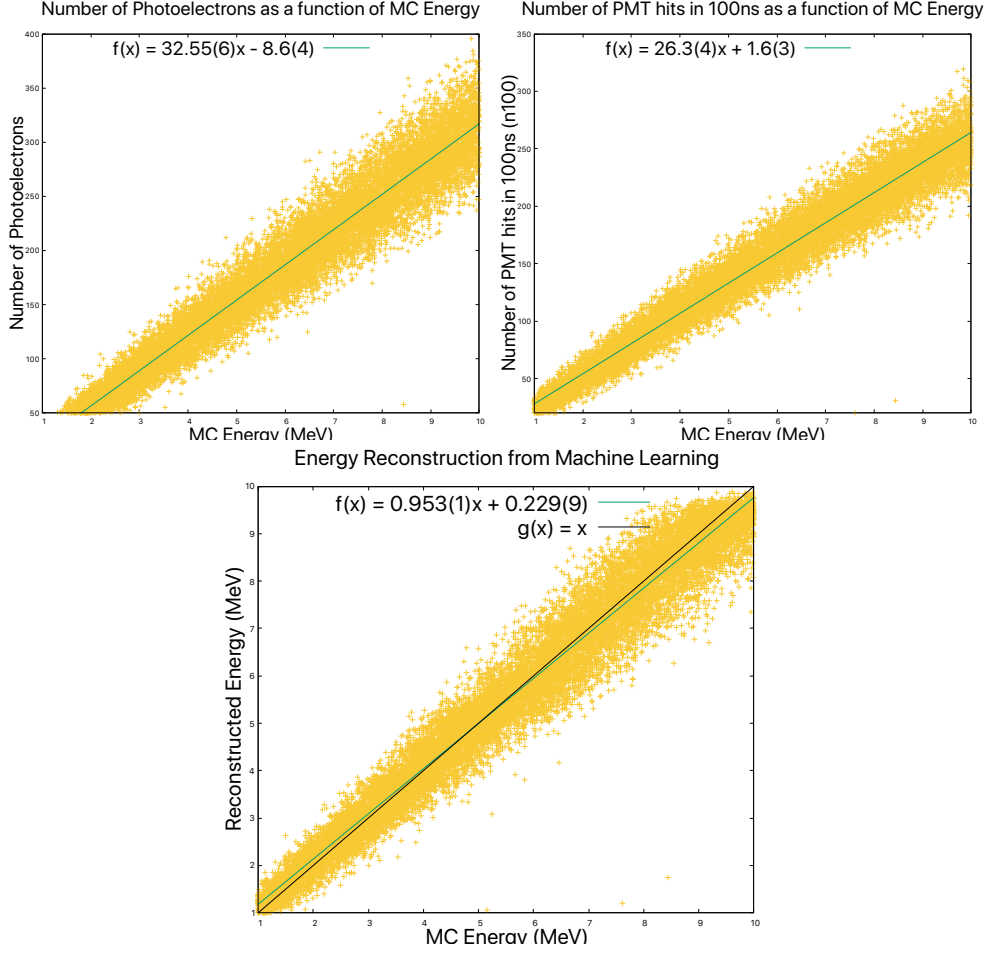 Number of Photoelectrons as a function of MC Energy
f(x) = 32.55(6)x - 8.6(4)
Number of Photoelectrons
400
350
300
250
200
150
100
50
1 2 3 4 5 6 7 8 9 10
MC Energy (MeV)
Number of PMT hits in 100ns as a function of MC Energy
f(x) = 26.3(4)x + 1.6(3)
Number of PMT hits in 100ns (n100)
350
300
250
200
150
100
50
1 2 3 4 5 6 7 8 9 10
MC Energy (MeV)
Energy Reconstruction from Machine Learning
f(x) = 0.953(1)x + 0.229(9)
g(x) = x
Reconstructed Energy (MeV)
10
9
8
7
6
5
4
3
2
1
1 2 3 4 5 6 7 8 9 10
MC Energy (MeV)